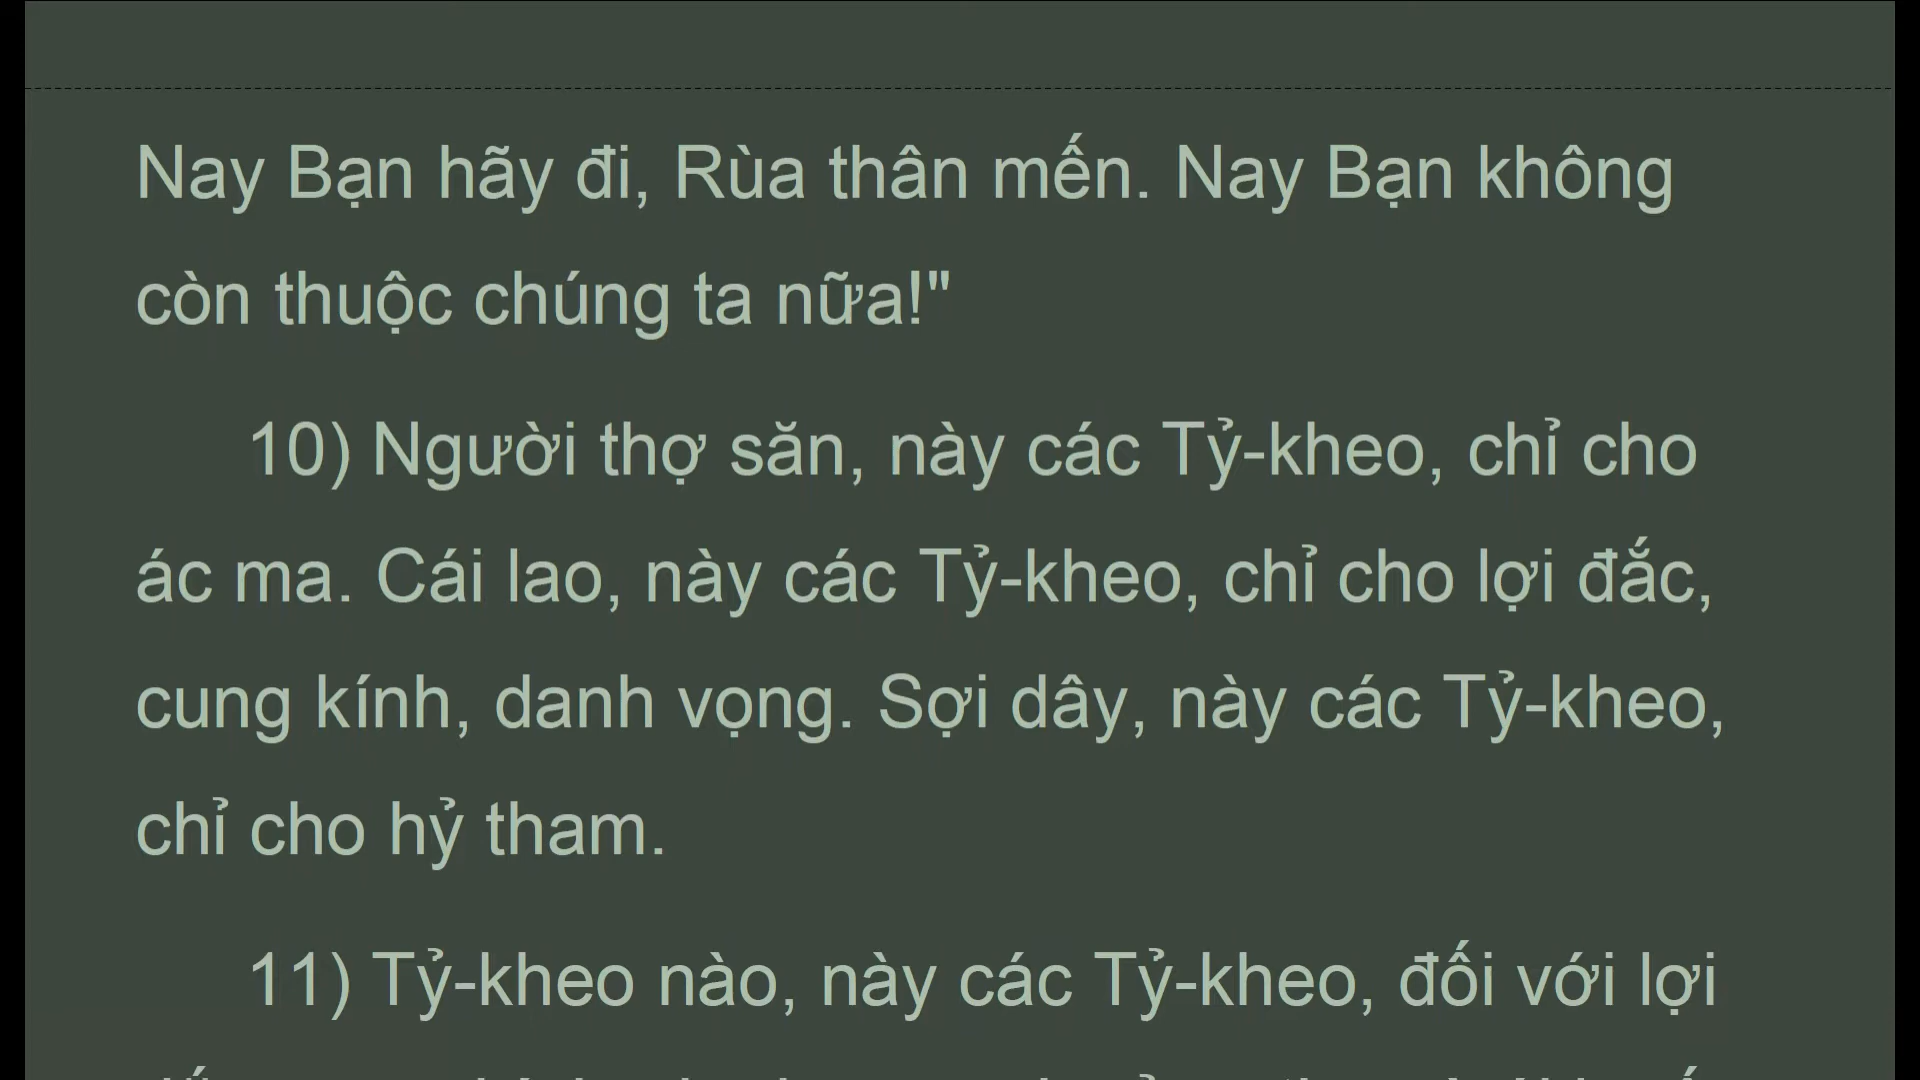 Nay Bạn hãy đi, Rùa thân mến. Nay Bạn không
còn thuộc chúng ta nữa!"
10) Người thợ săn, này các Tỷ-kheo, chỉ cho
ác ma. Cái lao, này các Tỷ-kheo, chỉ cho lợi đắc,
cung kính, danh vọng. Sợi dây, này các Tỷ-kheo,
chỉ cho hỷ tham.
11) Tỷ-kheo nào, này các Tỷ-kheo, đối với lợi